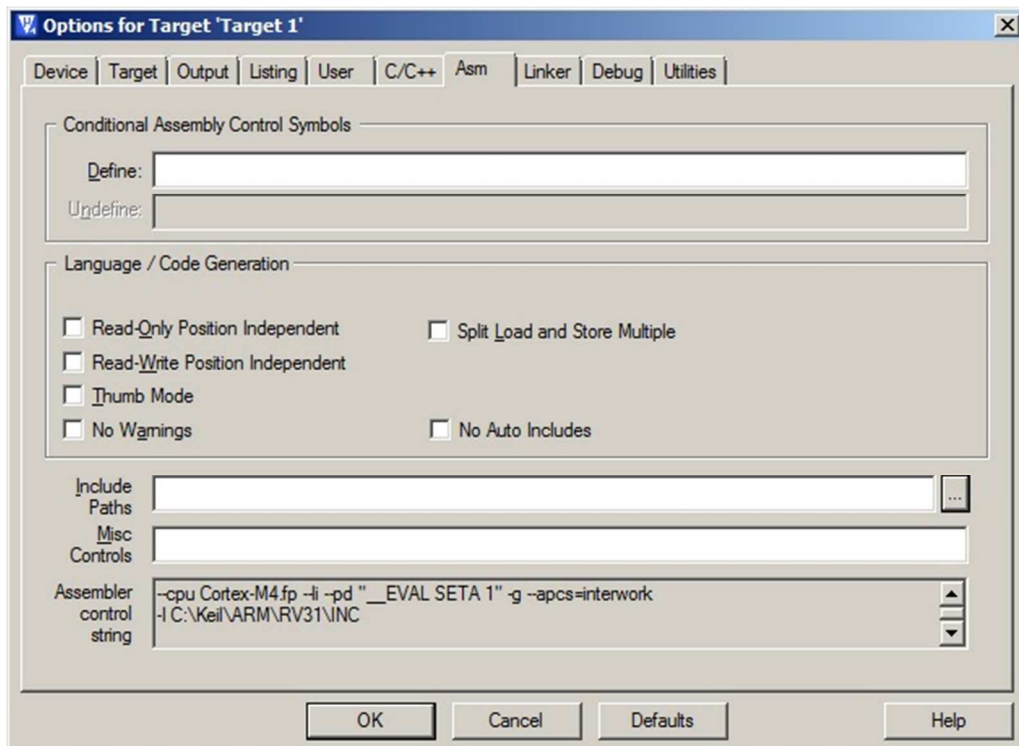 Options for Target 'Target 1'
Device Target Output Listing User C/C++ Asm Linker Debug Utilities
Conditional Assembly Control Symbols
Define:
Undefine:
Language / Code Generation
Read-Only Position Independent
Split Load and Store Multiple
Read-Write Position Independent
Thumb Mode
No Warnings
No Auto Includes
Include
Paths
...
Misc
Controls
Assembler
control
string
--cpu Cortex-M4.fp --li --pd "__EVAL SETA 1" -g --apcs=interwork
-I C:\Keil\ARM\RV31\INC
OK Cancel Defaults Help